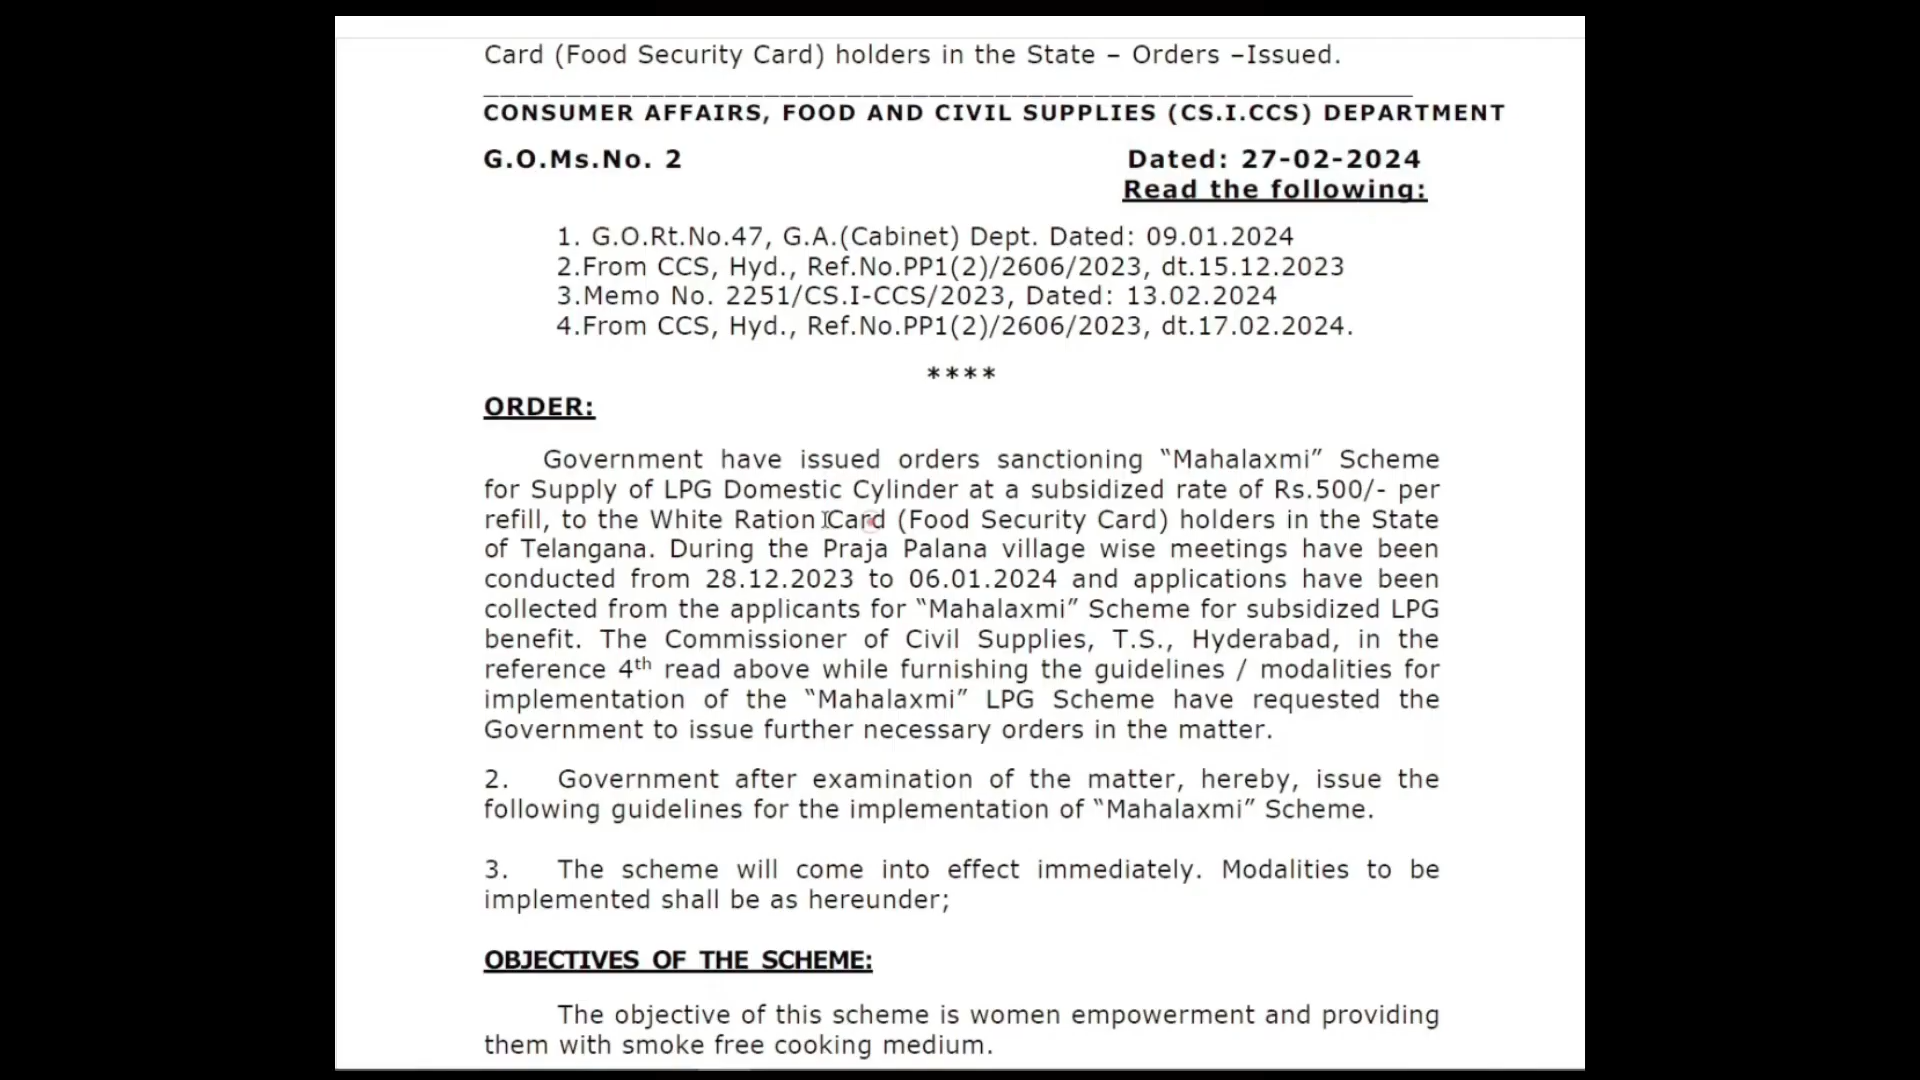 Card (Food Security Card) holders in the State – Orders –Issued.
CONSUMER AFFAIRS, FOOD AND CIVIL SUPPLIES (CS.I.CCS) DEPARTMENT
G.O.Ms.No. 2 Dated: 27-02-2024
Read the following:
1. G.O.Rt.No.47, G.A.(Cabinet) Dept. Dated: 09.01.2024
2.From CCS, Hyd., Ref.No.PP1(2)/2606/2023, dt.15.12.2023
3.Memo No. 2251/CS.I-CCS/2023, Dated: 13.02.2024
4.From CCS, Hyd., Ref.No.PP1(2)/2606/2023, dt.17.02.2024.
****
ORDER:
Government have issued orders sanctioning “Mahalaxmi” Scheme
for Supply of LPG Domestic Cylinder at a subsidized rate of Rs.500/- per
refill, to the White Ration Card (Food Security Card) holders in the State
of Telangana. During the Praja Palana village wise meetings have been
conducted from 28.12.2023 to 06.01.2024 and applications have been
collected from the applicants for “Mahalaxmi” Scheme for subsidized LPG
benefit. The Commissioner of Civil Supplies, T.S., Hyderabad, in the
reference 4th read above while furnishing the guidelines / modalities for
implementation of the “Mahalaxmi” LPG Scheme have requested the
Government to issue further necessary orders in the matter.
2. Government after examination of the matter, hereby, issue the
following guidelines for the implementation of “Mahalaxmi” Scheme.
3. The scheme will come into effect immediately. Modalities to be
implemented shall be as hereunder;
OBJECTIVES OF THE SCHEME:
The objective of this scheme is women empowerment and providing
them with smoke free cooking medium.